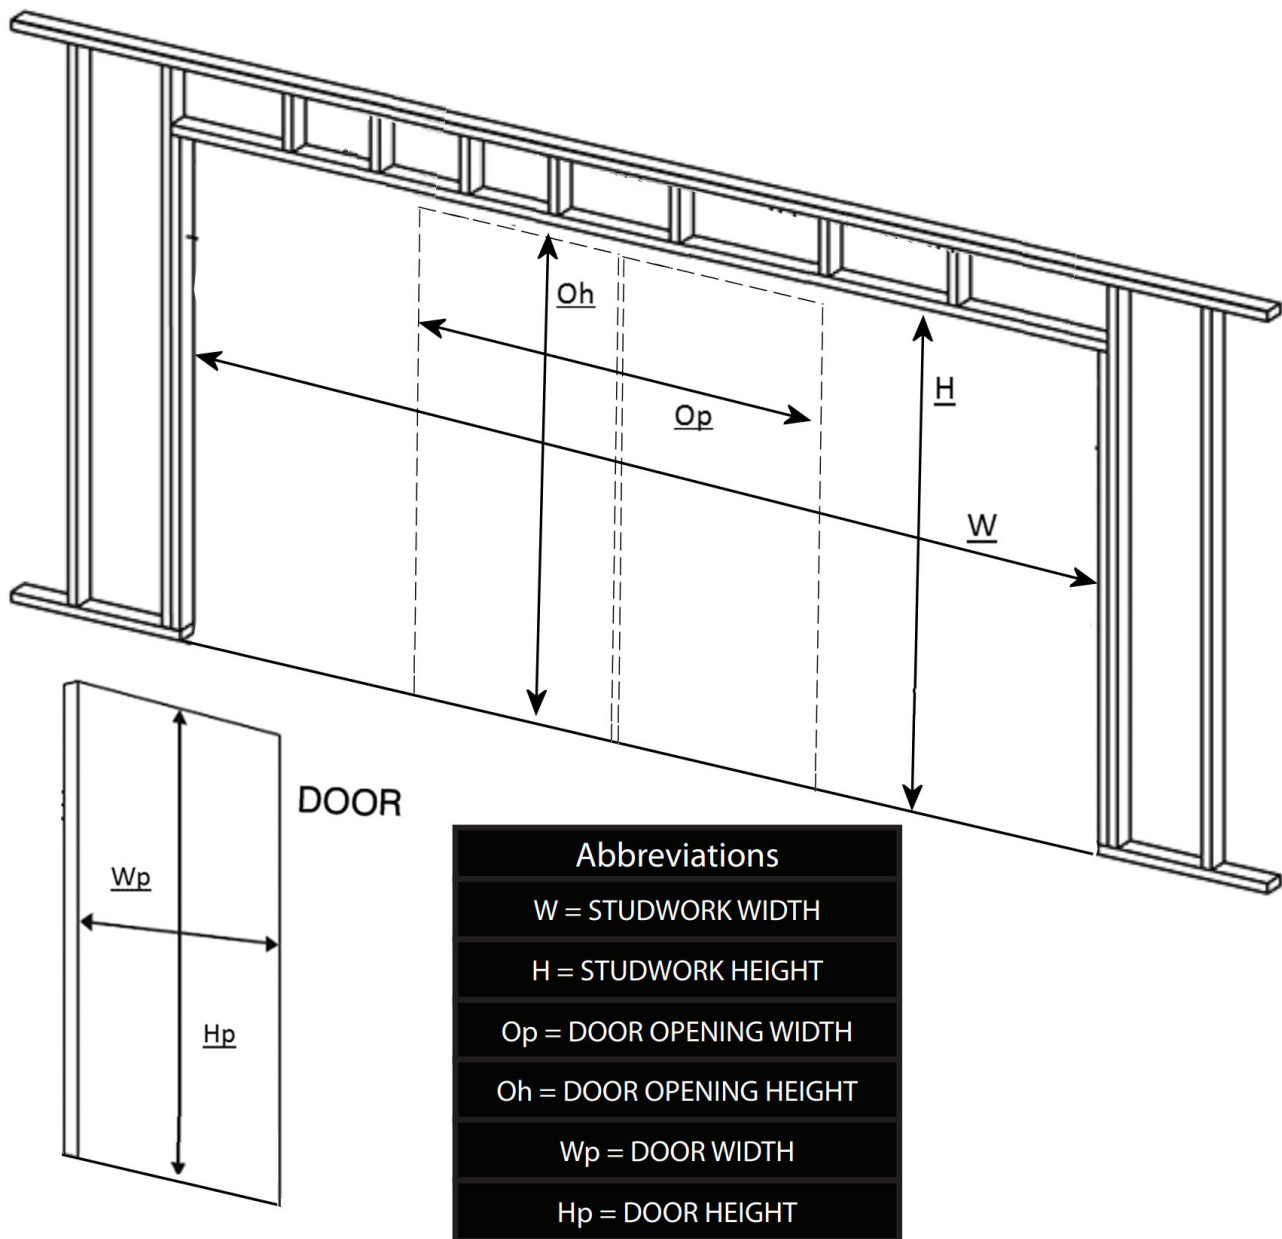 Oh
Op
H
W
DOOR
Wp
Hp
Abbreviations
W = STUDWORK WIDTH
H = STUDWORK HEIGHT
Op = DOOR OPENING WIDTH
Oh = DOOR OPENING HEIGHT
Wp = DOOR WIDTH
Hp = DOOR HEIGHT